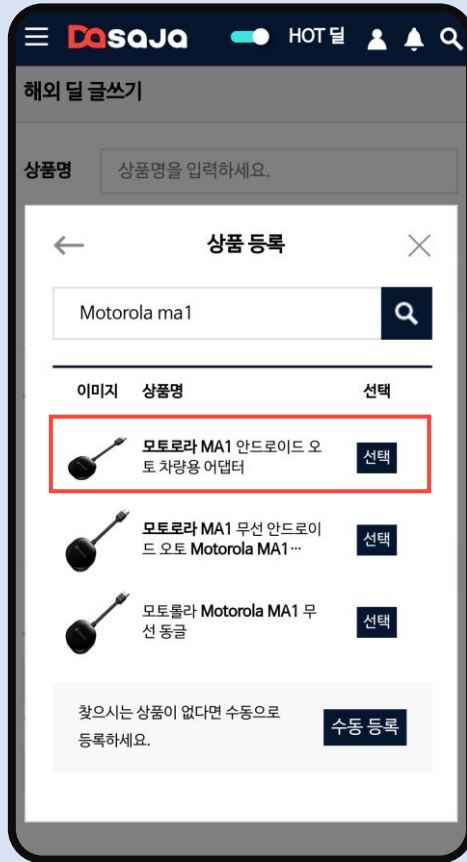 Dasaja HOT딜
해외 딜 글쓰기
상품명 상품명을 입력하세요.
상품 등록
Motorola ma1
이미지 상품명 선택
모토로라 MA1 안드로이드 오
토 차량용 어댑터
선택
모토로라 MA1 무선 안드로이
드 오토 Motorola MA1…
선택
모토롤라 Motorola MA1 무
선 동글
선택
찾으시는 상품이 없다면 수동으로
등록하세요.
수동 등록